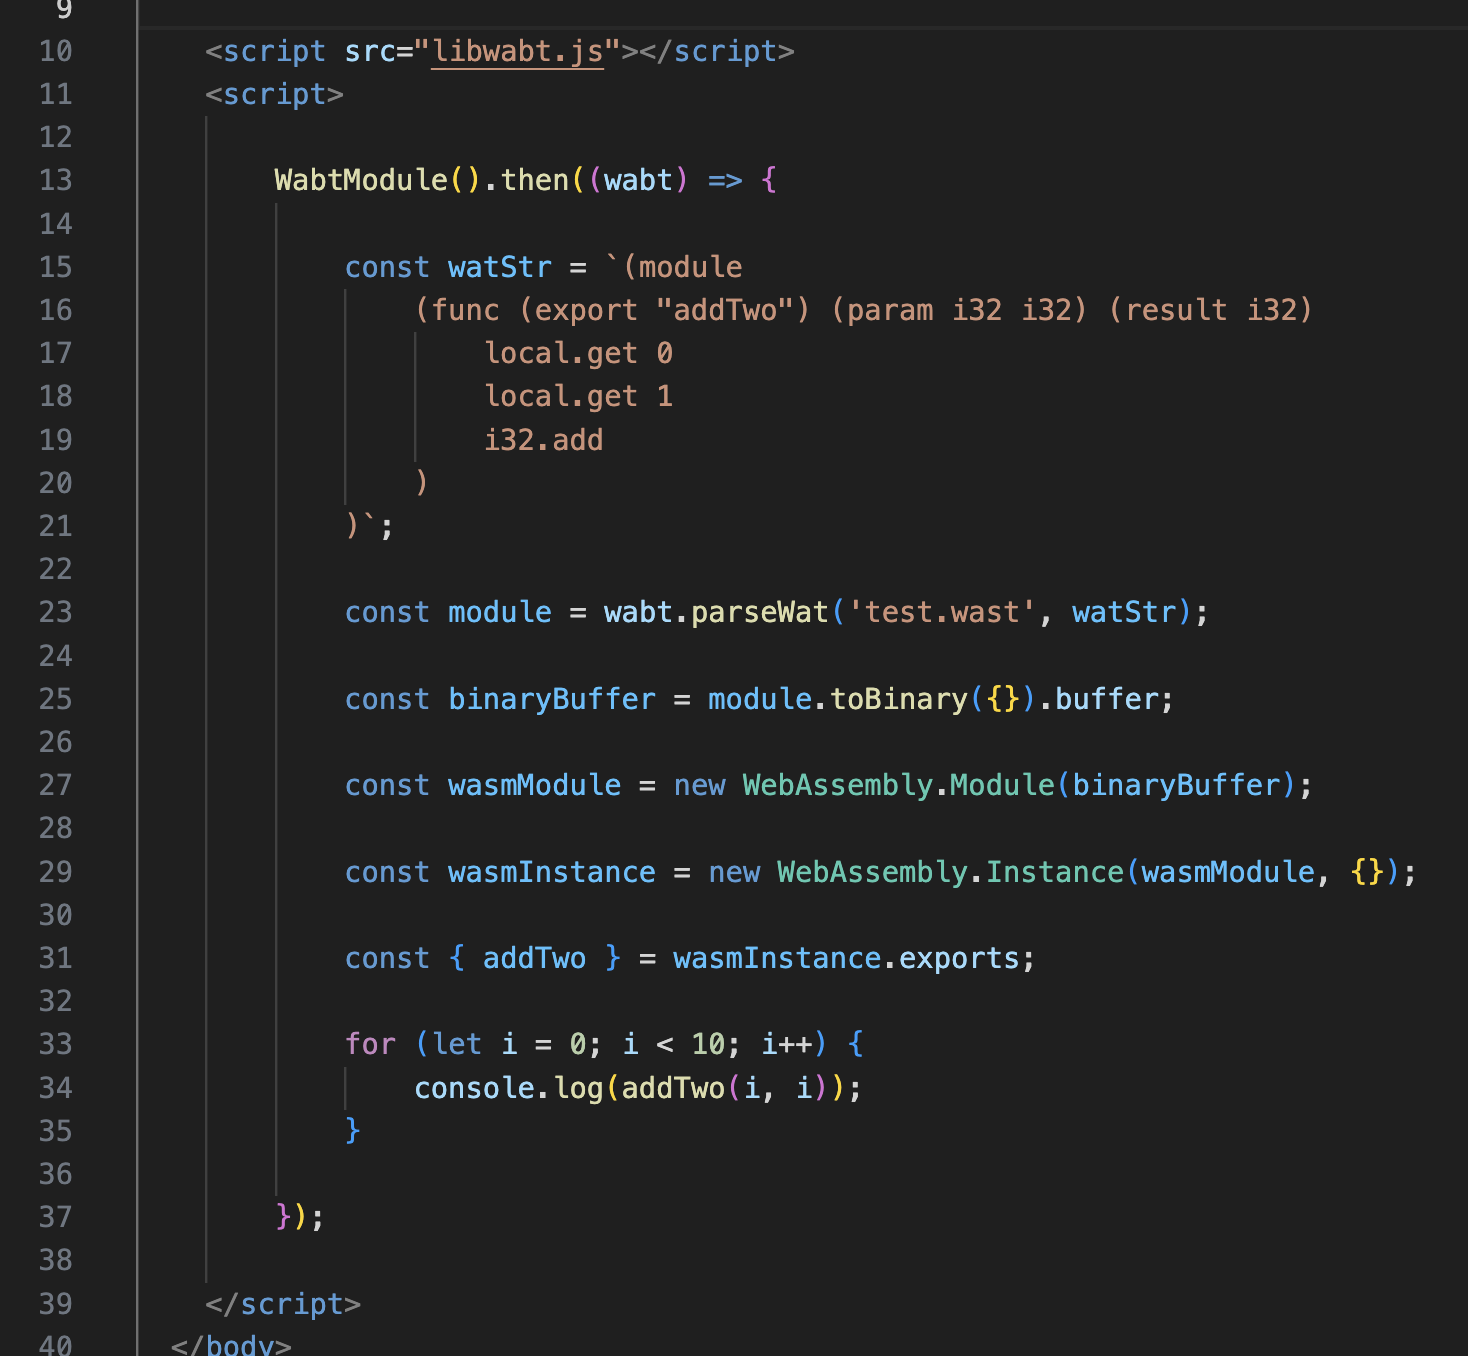 9
10 <script src="libwabt.js"></script>
11 <script>
12
13 WabtModule().then((wabt) => {
14
15 const watStr = `(module
16 (func (export "addTwo") (param i32 i32) (result i32)
17 local.get 0
18 local.get 1
19 i32.add
20 )
21 )`;
22
23 const module = wabt.parseWat('test.wast', watStr);
24
25 const binaryBuffer = module.toBinary({}).buffer;
26
27 const wasmModule = new WebAssembly.Module(binaryBuffer);
28
29 const wasmInstance = new WebAssembly.Instance(wasmModule, {});
30
31 const { addTwo } = wasmInstance.exports;
32
33 for (let i = 0; i < 10; i++) {
34 console.log(addTwo(i, i));
35 }
36
37 });
38
39 </script>
40 </body>